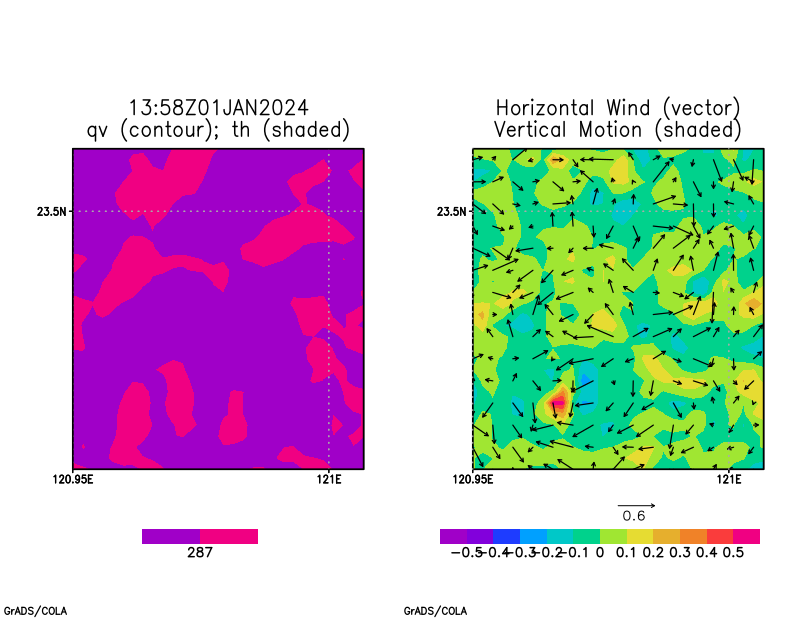 13:58Z01JAN2024
qv (contour); th (shaded)
23.5N
120.95E 121E
287
Horizontal Wind (vector)
Vertical Motion (shaded)
23.5N
120.95E 121E
0.6
-0.5 -0.4 -0.3 -0.2 -0.1 0 0.1 0.2 0.3 0.4 0.5
GrADS/COLA GrADS/COLA